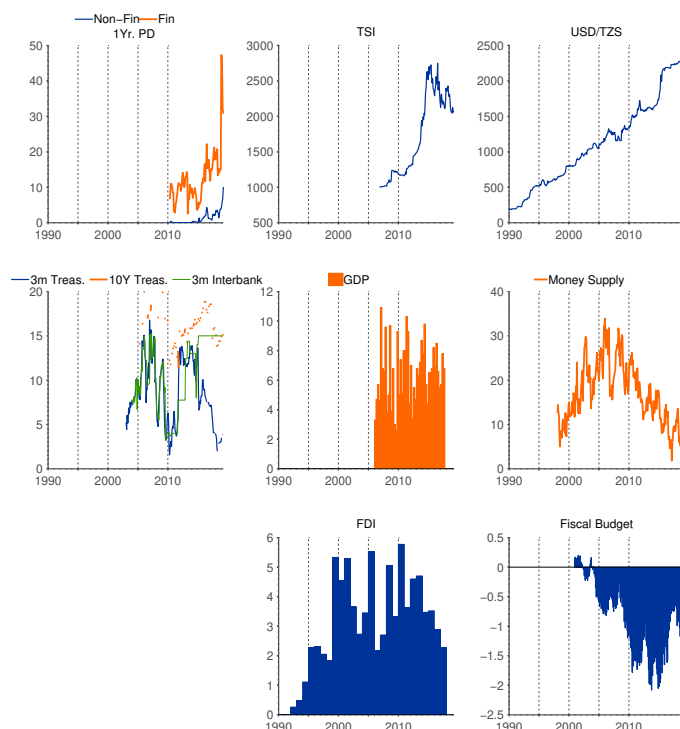 Non−Fin Fin
1Yr. PD
TSI
USD/TZS
50
40
30
20
10
0
1990 2000 2010
3000
2500
2000
1500
1000
500
1990 2000 2010
2500
2000
1500
1000
500
0
1990 2000 2010
3m Treas. 10Y Treas. 3m Interbank
GDP
Money Supply
20
15
10
5
0
1990 2000 2010
12
10
8
6
4
2
0
1990 2000 2010
40
30
20
10
0
1990 2000 2010
FDI
Fiscal Budget
6
5
4
3
2
1
0
1990 2000 2010
0
−0.5
−1
−1.5
−2
−2.5
1990 2000 2010